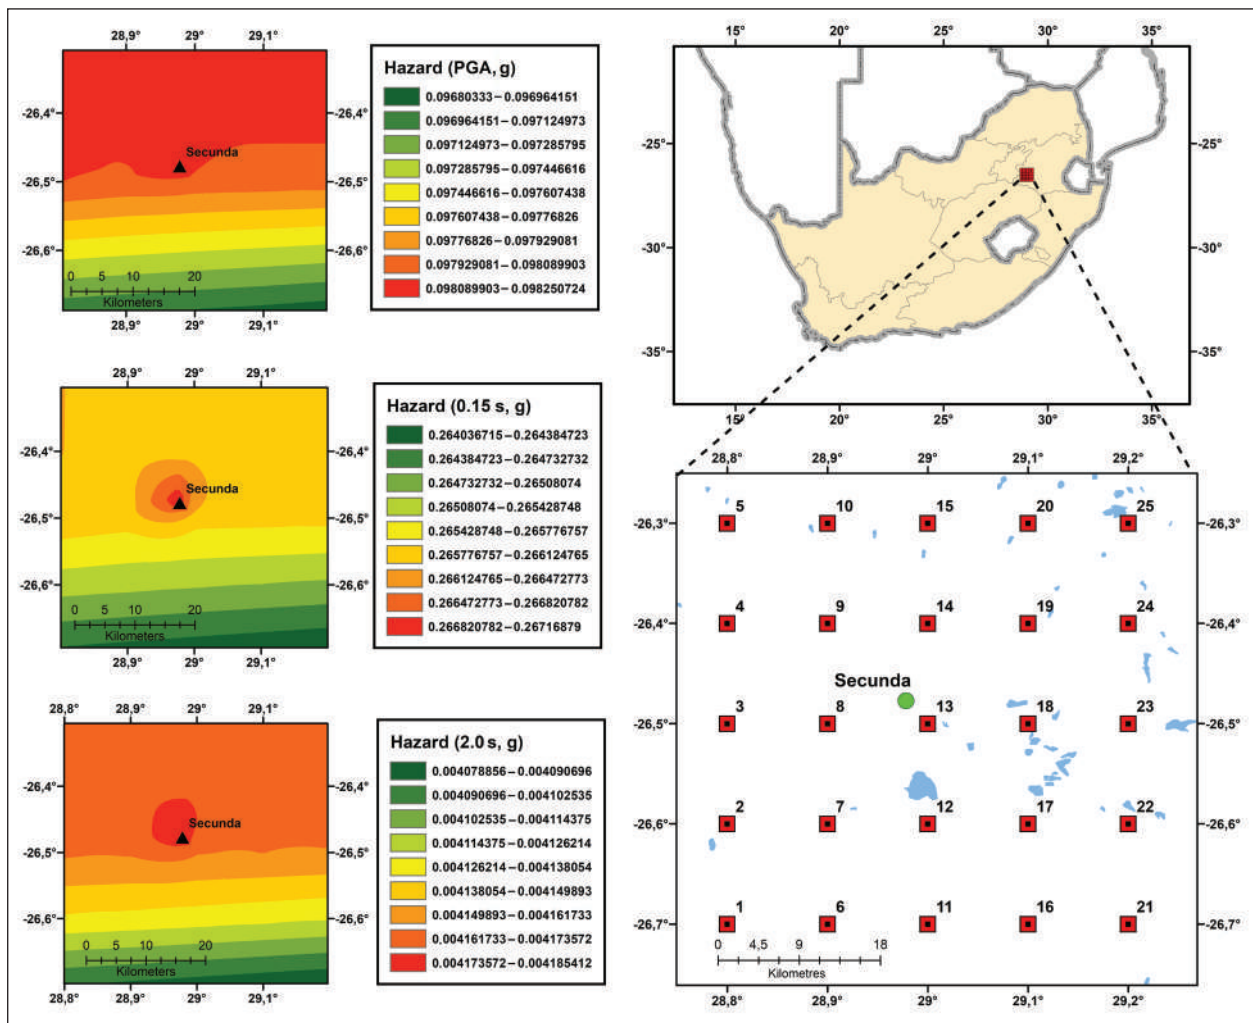 28,9° 29° 29,1°
-26,4°
-26,5°
-26,6°
Secunda
0 5 10 20
Kilometers
28,9° 29° 29,1°
Hazard (PGA, g)
0.09680333–0.096964151
0.096964151–0.097124973
0.097124973–0.097285795
0.097285795–0.097446616
0.097446616–0.097607438
0.097607438–0.09776826
0.09776826–0.097929081
0.097929081–0.098089903
0.098089903–0.098250724
28,9° 29° 29,1°
-26,4° -26,4°
-26,5° -26,5°
-26,6° -26,6°
Secunda
0 5 10 20
Kilometers
28,9° 29° 29,1°
Hazard (0.15 s, g)
0.264036715–0.264384723
0.264384723–0.264732732
0.264732732–0.26508074
0.26508074–0.265428748
0.265428748–0.265776757
0.265776757–0.266124765
0.266124765–0.266472773
0.266472773–0.266820782
0.266820782–0.26716879
28,8° 28,9° 29° 29,1°
-26,4° -26,4°
-26,5° -26,5°
-26,6° -26,6°
Secunda
0 5 10 20
Kilometers
28,8° 28,9° 29° 29,1°
Hazard (2.0 s, g)
0.004078856–0.004090696
0.004090696–0.004102535
0.004102535–0.004114375
0.004114375–0.004126214
0.004126214–0.004138054
0.004138054–0.004149893
0.004149893–0.004161733
0.004161733–0.004173572
0.004173572–0.004185412
15° 20° 25° 30° 35°
-25° -25°
-30° -30°
-35° -35°
15° 20° 25° 30° 35°
28,8° 28,9° 29° 29,1° 29,2°
5 10 15 20 25
-26,3° -26,3°
4 9 14 19 24
-26,4° -26,4°
Secunda
3 8 13 18 23
-26,5° -26,5°
2 7 12 17 22
-26,6° -26,6°
1 6 11 16 21
-26,7° -26,7°
0 4,5 9 18
Kilometres
28,8° 28,9° 29° 29,1° 29,2°